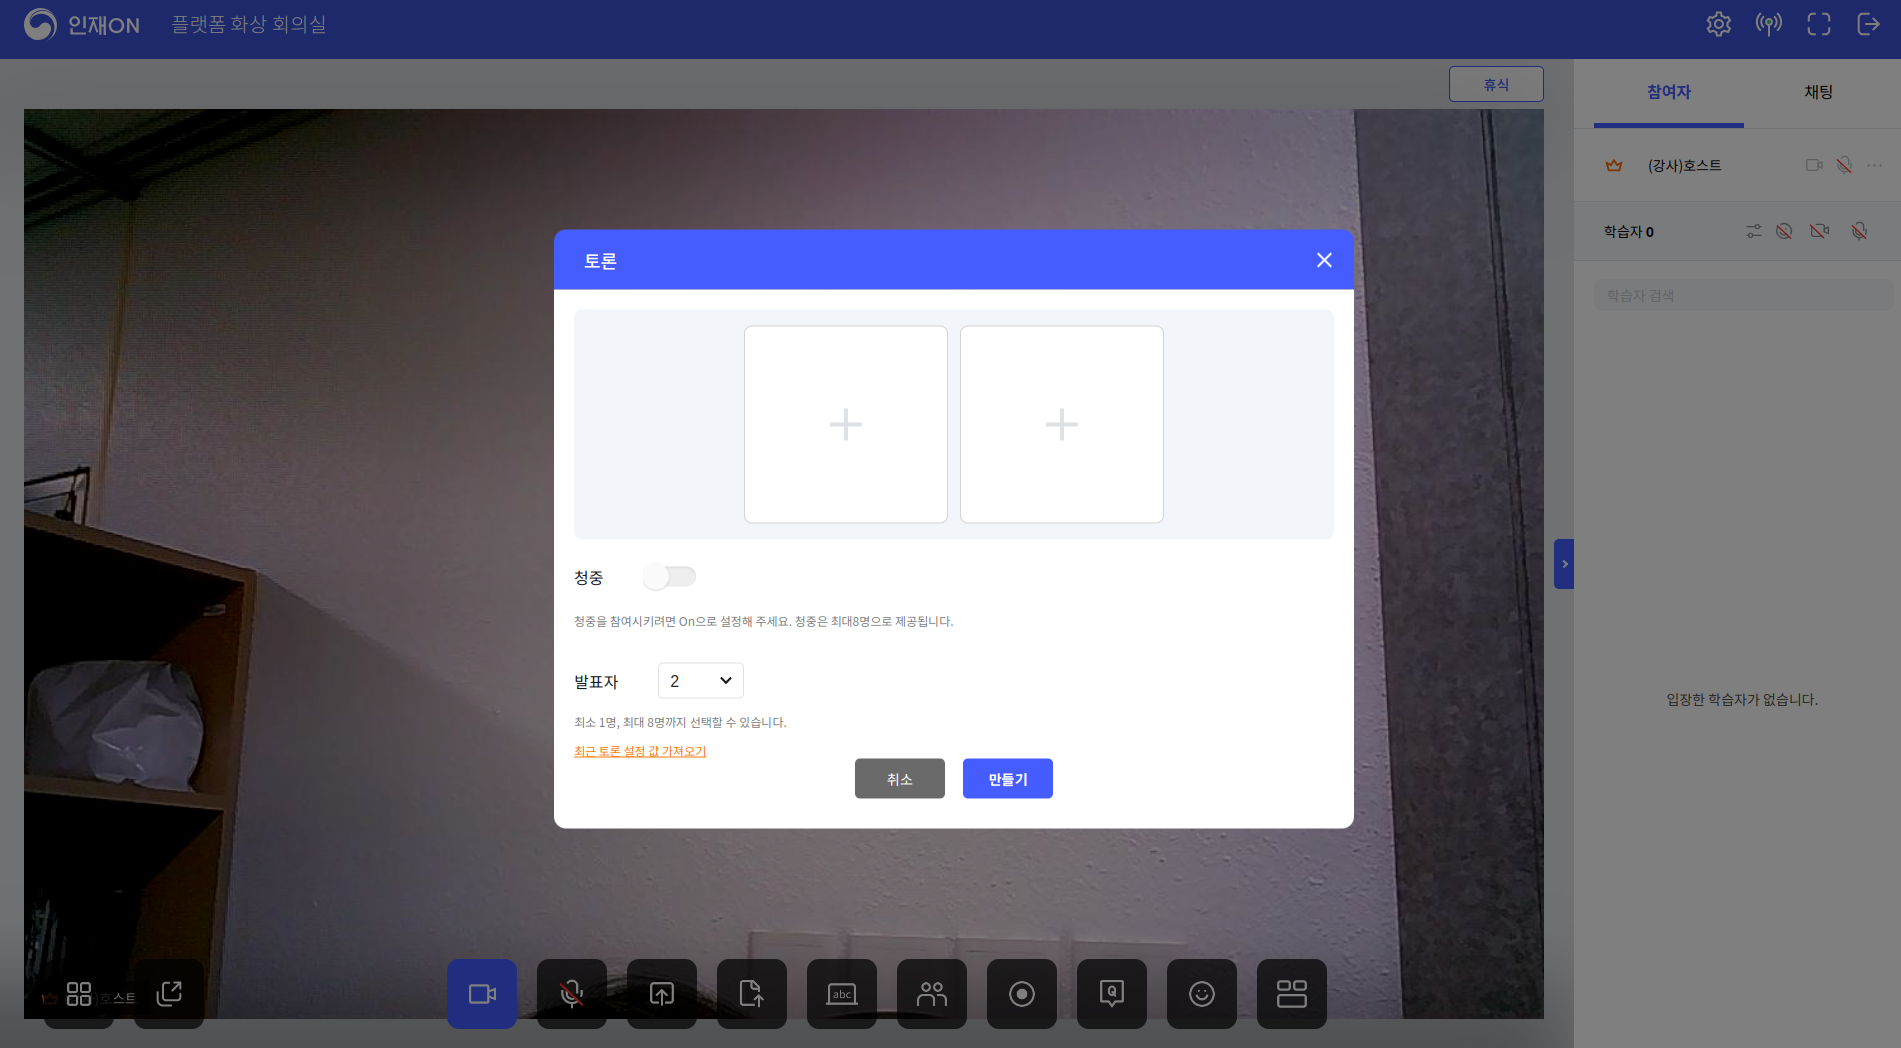 인재ON 플랫폼 화상 회의실
휴식
참여자 채팅
(강사)호스트
학습자 0
학습자 검색
입장한 학습자가 없습니다.
토론
청중
청중을 참여시키려면 On으로 설정해 주세요. 청중은 최대8명으로 제공됩니다.
발표자 2
최소 1명, 최대 8명까지 선택할 수 있습니다.
최근 토론 설정 값 가져오기
취소 만들기
호스트
abc
Q